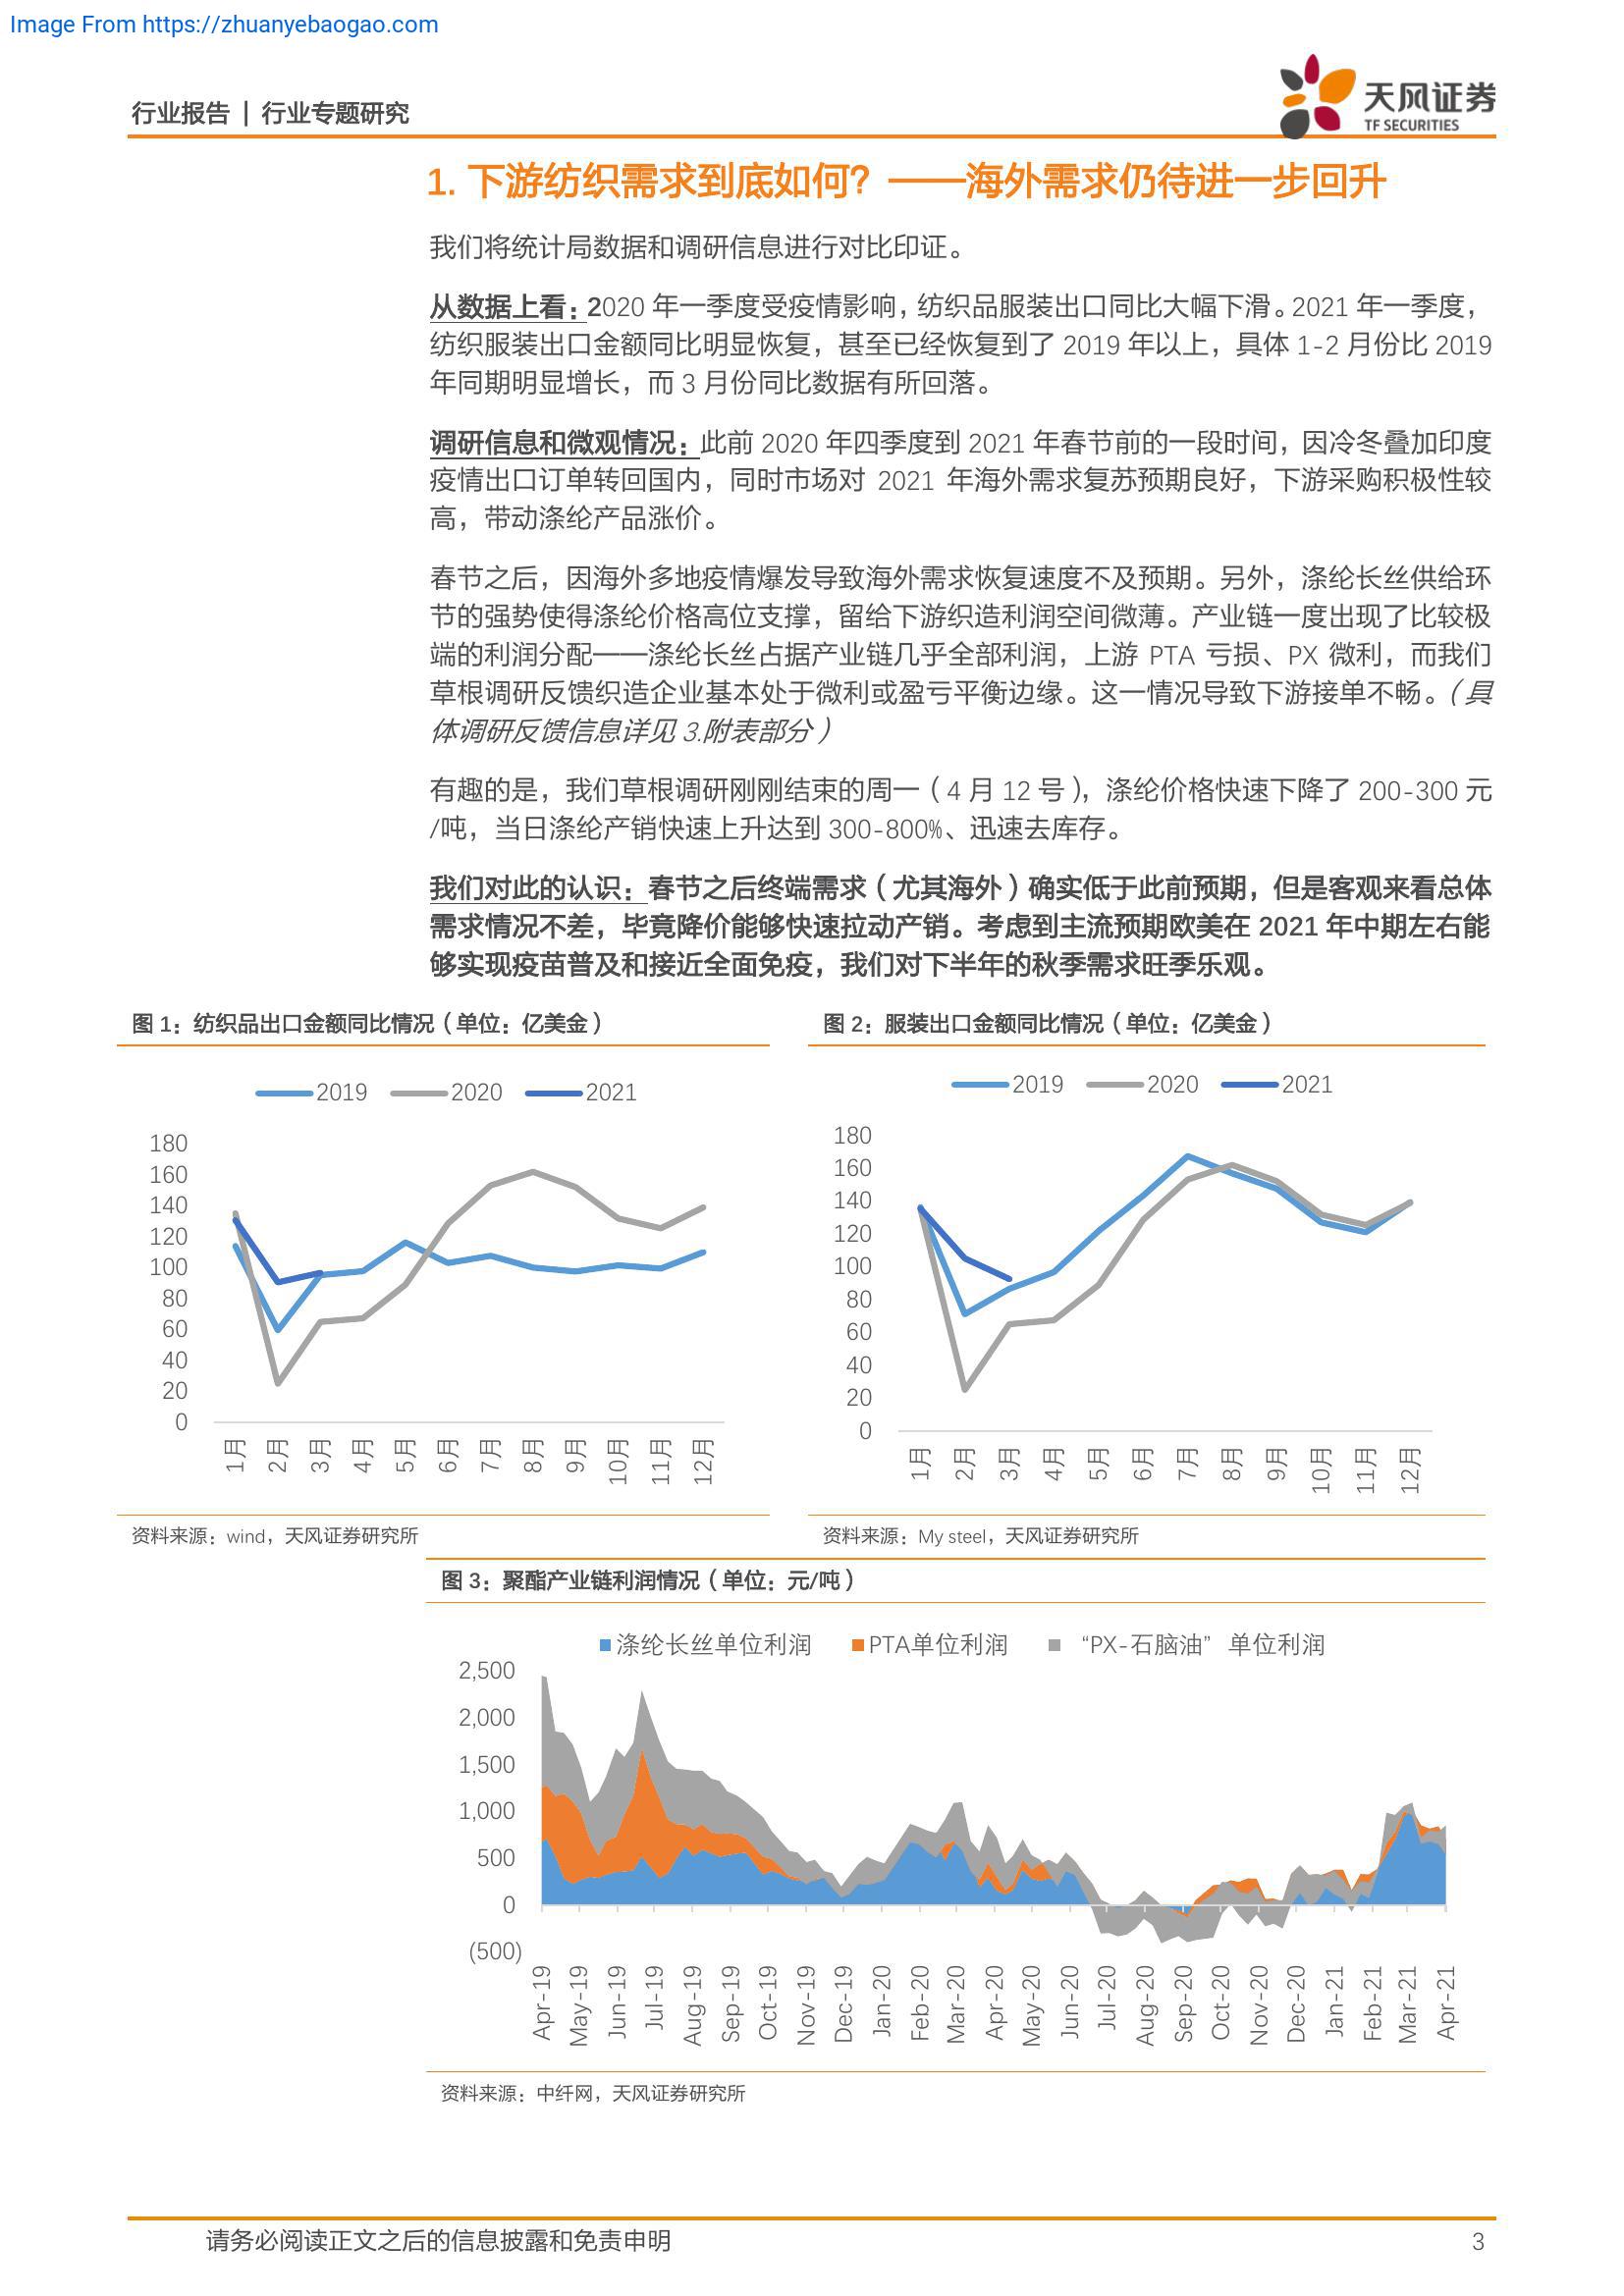 Image From https://zhuanyebaogao.com
行业报告 | 行业专题研究
天风证券
TF SECURITIES
1. 下游纺织需求到底如何？——海外需求仍待进一步回升
我们将统计局数据和调研信息进行对比印证。
从数据上看：2020 年一季度受疫情影响，纺织品服装出口同比大幅下滑。2021 年一季度，
纺织服装出口金额同比明显恢复，甚至已经恢复到了 2019 年以上，具体 1-2 月份比 2019
年同期明显增长，而 3 月份同比数据有所回落。
调研信息和微观情况：此前 2020 年四季度到 2021 年春节前的一段时间，因冷冬叠加印度
疫情出口订单转回国内，同时市场对 2021 年海外需求复苏预期良好，下游采购积极性较
高，带动涤纶产品涨价。
春节之后，因海外多地疫情爆发导致海外需求恢复速度不及预期。另外，涤纶长丝供给环
节的强势使得涤纶价格高位支撑，留给下游织造利润空间微薄。产业链一度出现了比较极
端的利润分配——涤纶长丝占据产业链几乎全部利润，上游 PTA 亏损、PX 微利，而我们
草根调研反馈织造企业基本处于微利或盈亏平衡边缘。这一情况导致下游接单不畅。（具
体调研反馈信息详见 3.附表部分）
有趣的是，我们草根调研刚刚结束的周一（4 月 12 号），涤纶价格快速下降了 200-300 元
/吨，当日涤纶产销快速上升达到 300-800%、迅速去库存。
我们对此的认识：春节之后终端需求（尤其海外）确实低于此前预期，但是客观来看总体
需求情况不差，毕竟降价能够快速拉动产销。考虑到主流预期欧美在 2021 年中期左右能
够实现疫苗普及和接近全面免疫，我们对下半年的秋季需求旺季乐观。
图 1：纺织品出口金额同比情况（单位：亿美金）
2019 2020 2021
180
160
140
120
100
80
60
40
20
0
1月 2月 3月 4月 5月 6月 7月 8月 9月 10月 11月 12月
资料来源：wind，天风证券研究所
图 2：服装出口金额同比情况（单位：亿美金）
2019 2020 2021
180
160
140
120
100
80
60
40
20
0
1月 2月 3月 4月 5月 6月 7月 8月 9月 10月 11月 12月
资料来源：My steel，天风证券研究所
图 3：聚酯产业链利润情况（单位：元/吨）
涤纶长丝单位利润 PTA单位利润 “PX-石脑油” 单位利润
2,500
2,000
1,500
1,000
500
0
(500)
Apr-19 May-19 Jun-19 Jul-19 Aug-19 Sep-19 Oct-19 Nov-19 Dec-19 Jan-20 Feb-20 Mar-20 Apr-20 May-20 Jun-20 Jul-20 Aug-20 Sep-20 Oct-20 Nov-20 Dec-20 Jan-21 Feb-21 Mar-21 Apr-21
资料来源：中纤网，天风证券研究所
请务必阅读正文之后的信息披露和免责申明
3